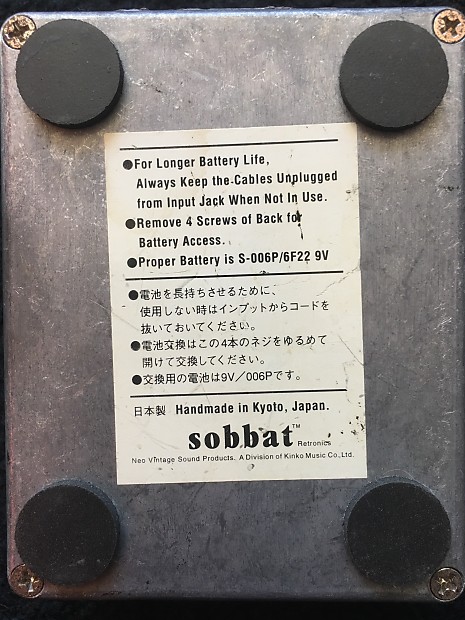 ●For Longer Battery Life,
Always Keep the Cables Unplugged
from Input Jack When Not In Use.
●Remove 4 Screws of Back for
Battery Access.
●Proper Battery is S-006P/6F22 9V
●電池を長持ちさせるために、
使用しない時はインプットからコードを
抜いておいてください。
●電池交換はこの4本のネジをゆるめて
開けて交換してください。
●交換用の電池は9V／006Pです。
日本製 Handmade in Kyoto, Japan.
sobbat™ Retronics
Neo Vintage Sound Products. A Division of Kinko Music Co., Ltd.